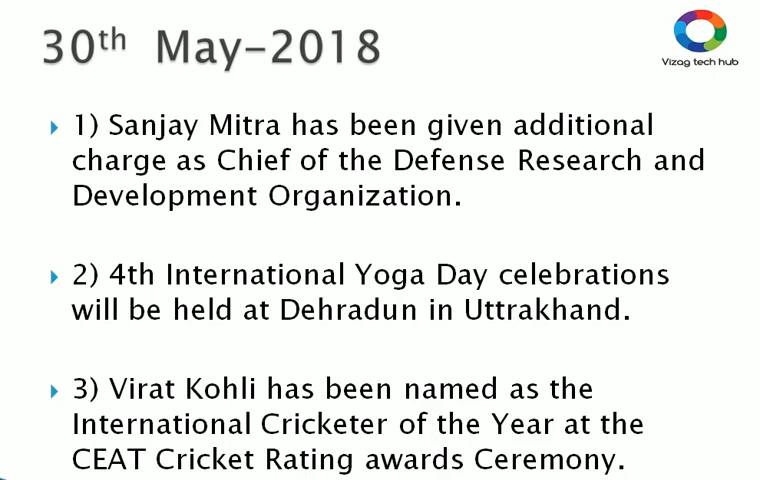 30th May-2018
Vizag tech hub
1) Sanjay Mitra has been given additional
charge as Chief of the Defense Research and
Development Organization.
2) 4th International Yoga Day celebrations
will be held at Dehradun in Uttrakhand.
3) Virat Kohli has been named as the
International Cricketer of the Year at the
CEAT Cricket Rating awards Ceremony.